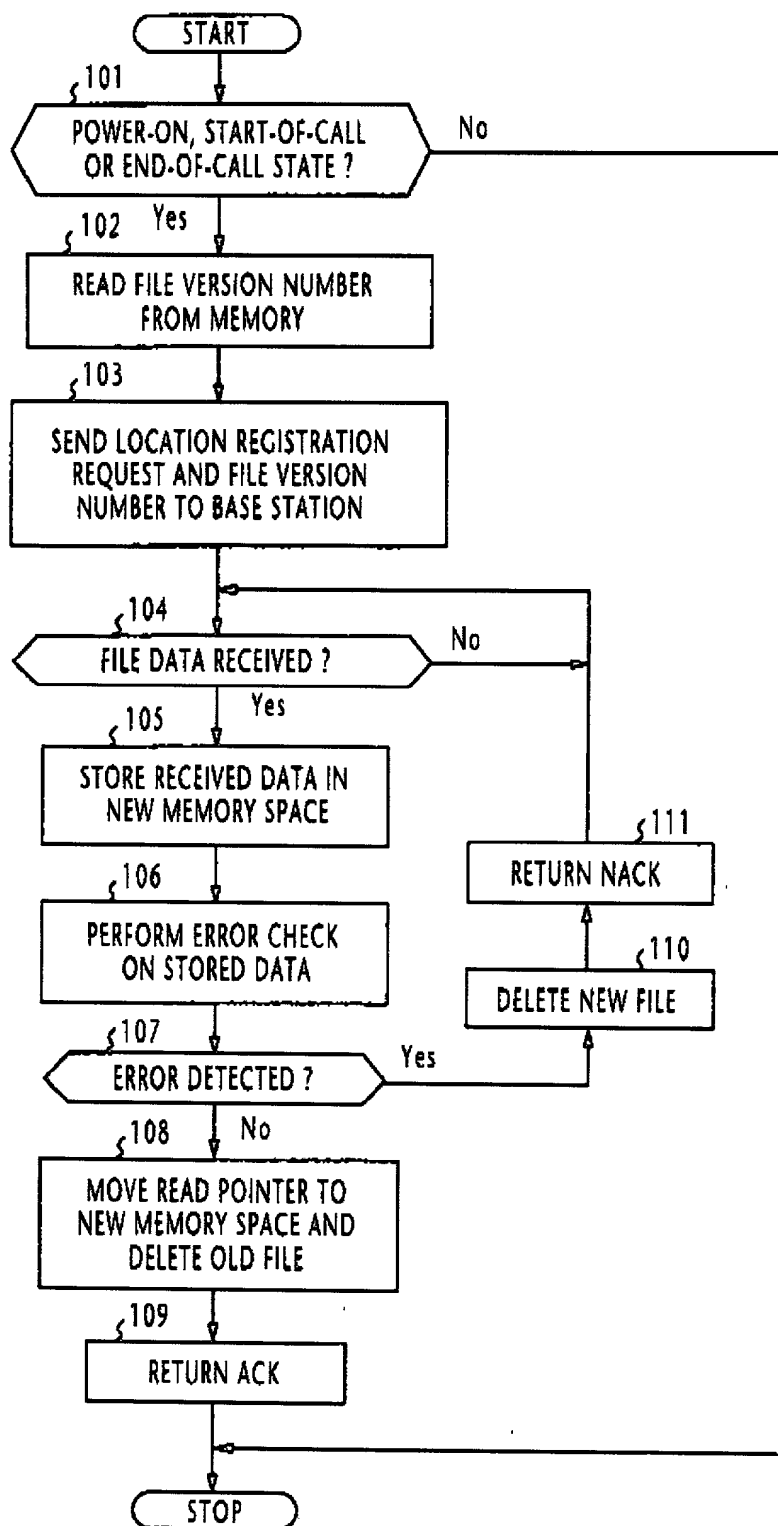 START
101
POWER-ON, START-OF-CALL
OR END-OF-CALL STATE ?
No
Yes
102
READ FILE VERSION NUMBER
FROM MEMORY
103
SEND LOCATION REGISTRATION
REQUEST AND FILE VERSION
NUMBER TO BASE STATION
104
FILE DATA RECEIVED ?
No
Yes
105
STORE RECEIVED DATA IN
NEW MEMORY SPACE
111
RETURN NACK
106
PERFORM ERROR CHECK
ON STORED DATA
110
DELETE NEW FILE
107
ERROR DETECTED ?
Yes
No
108
MOVE READ POINTER TO
NEW MEMORY SPACE AND
DELETE OLD FILE
109
RETURN ACK
STOP